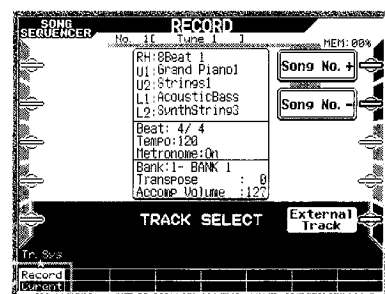 SONG
SEQUENCER
RECORD
No. 1[ Tune 1 ]
MEM:00%
RH:8Beat 1
U1:Grand Piano1
U2:Strings1
L1:AcousticBass
L2:SynthString3
Song No.+
Song No.-
Beat: 4/ 4
Tempo:120
Metronome:On
Bank:1- BANK 1
Transpose : 0
Accomp Volume :127
TRACK SELECT
External
Track
Tr. Sys
Record
Curent